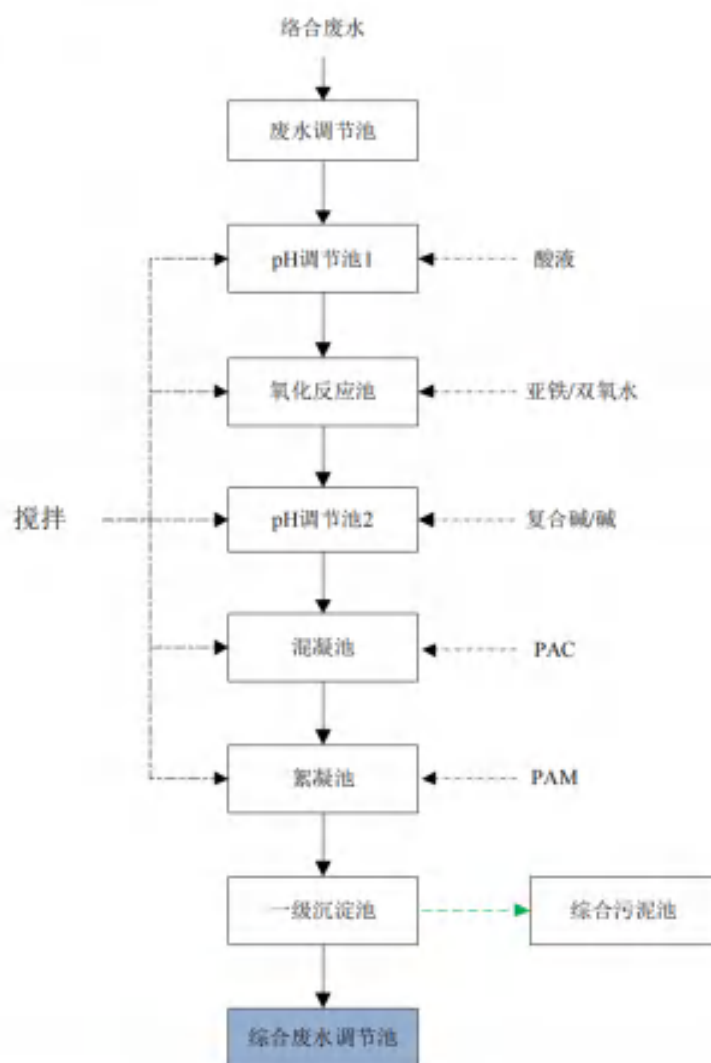 络合废水
废水调节池
pH调节池1
酸液
氧化反应池
亚铁/双氧水
搅拌
pH调节池2
复合碱/碱
混凝池
PAC
絮凝池
PAM
一级沉淀池
综合污泥池
综合废水调节池